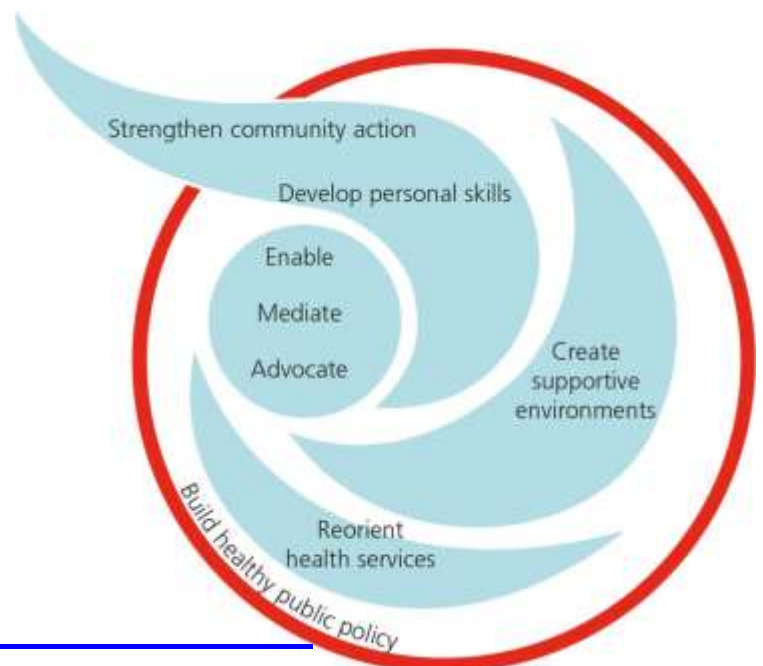 Strengthen community action
Develop personal skills
Enable
Mediate
Advocate
Create
supportive
environments
Reorient
health services
Build healthy public policy